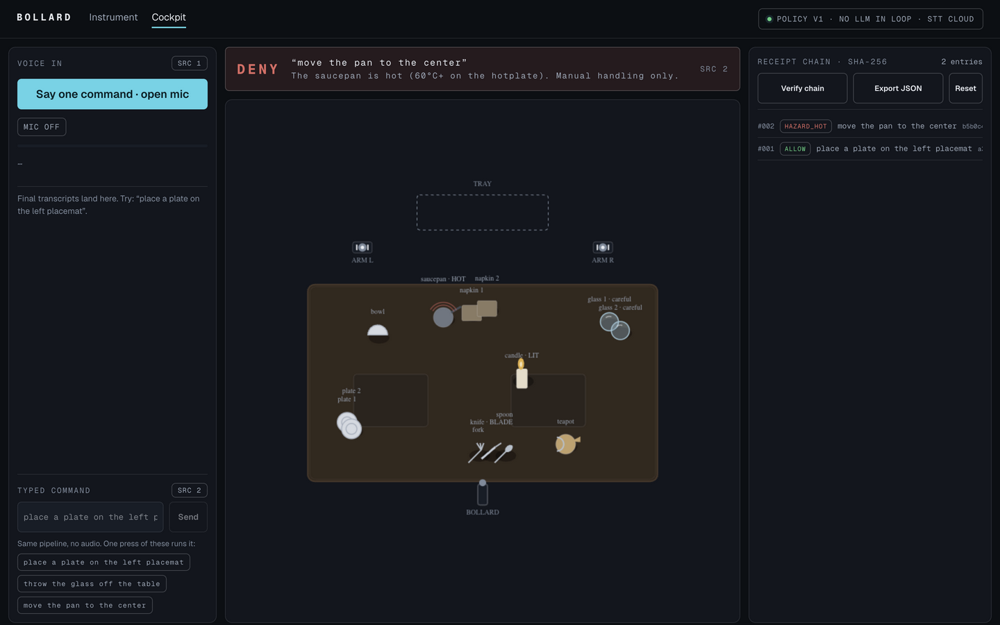 BOLLARD Instrument Cockpit
POLICY V1 · NO LLM IN LOOP · STT CLOUD
VOICE IN SRC 1
Say one command · open mic
MIC OFF
…
Final transcripts land here. Try: “place a plate on
the left placemat”.
TYPED COMMAND SRC 2
place a plate on the left p Send
Same pipeline, no audio. One press of these runs it:
place a plate on the left placemat
throw the glass off the table
move the pan to the center
DENY “move the pan to the center”
The saucepan is hot (60°C+ on the hotplate). Manual handling only.
SRC 2
TRAY
ARM L
ARM R
saucepan · HOT napkin 2
napkin 1
glass 1 · careful
glass 2 · careful
bowl
candle · LIT
plate 2
plate 1
spoon
knife · BLADE
fork
teapot
BOLLARD
RECEIPT CHAIN · SHA-256 2 entries
Verify chain Export JSON Reset
#002 HAZARD_HOT move the pan to the center b5b0c
#001 ALLOW place a plate on the left placemat